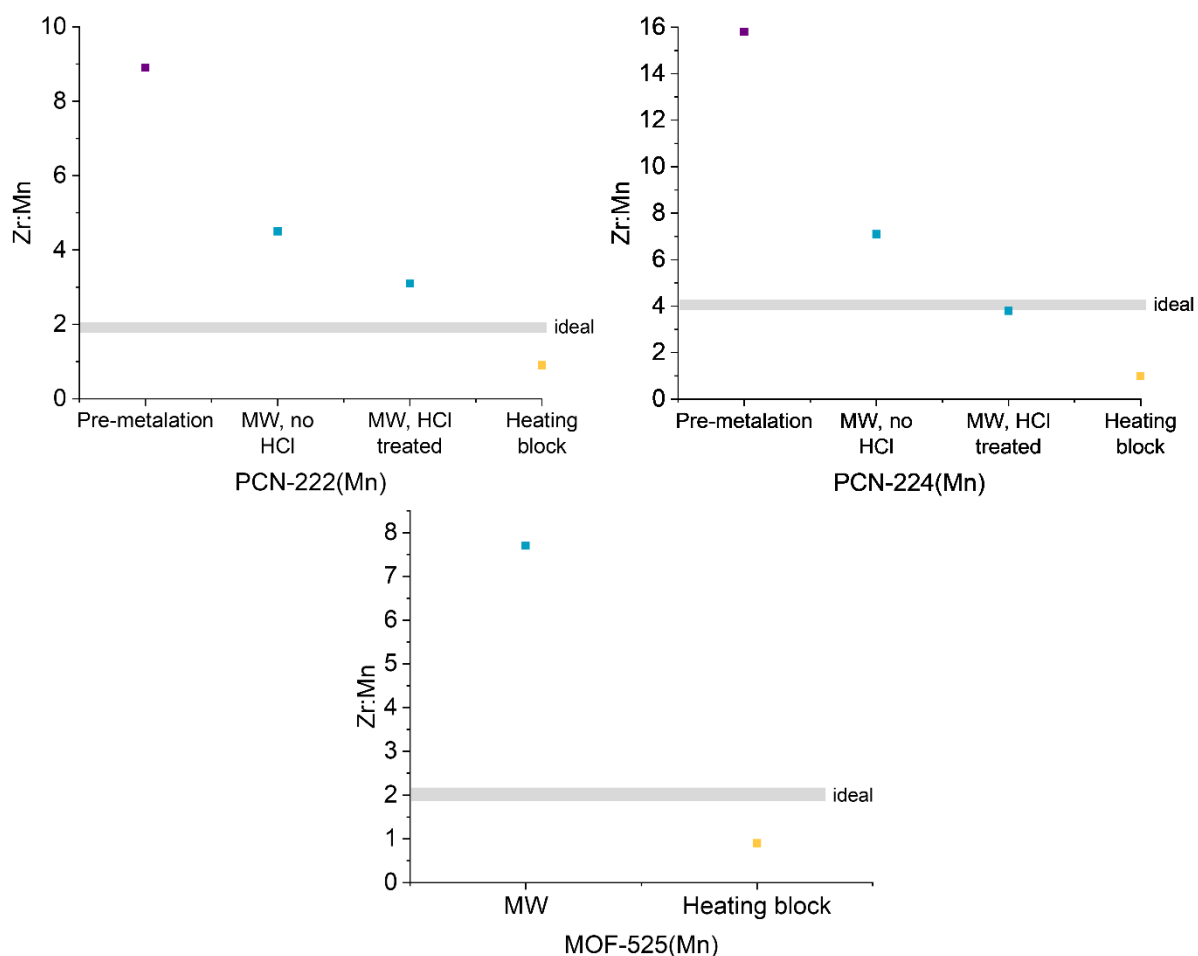 Zr:Mn
10
8
6
4
2
0
ideal
Pre-metalation
MW, no
HCl
MW, HCl
treated
Heating
block
PCN-222(Mn)
Zr:Mn
16
14
12
10
8
6
4
2
0
ideal
Pre-metalation
MW, no
HCl
MW, HCl
treated
Heating
block
PCN-224(Mn)
Zr:Mn
8
7
6
5
4
3
2
1
0
ideal
MW
Heating block
MOF-525(Mn)